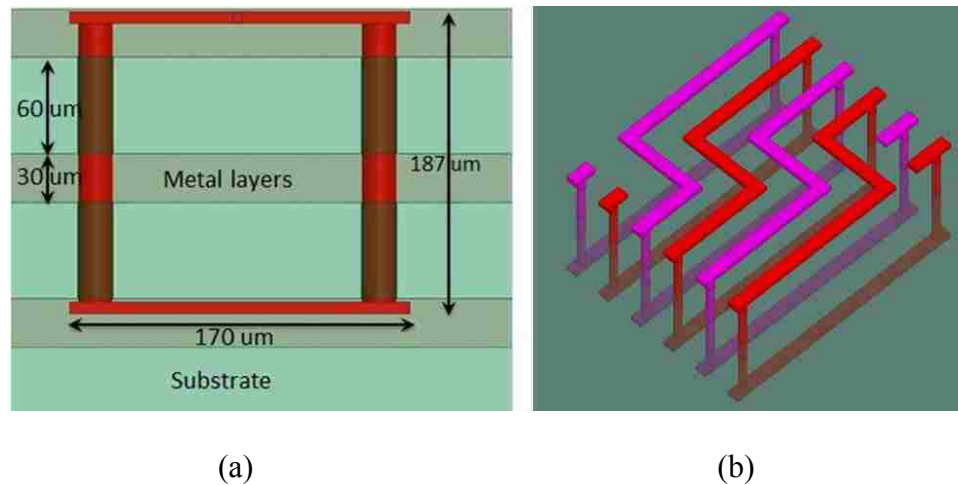 60 um
30 um
Metal layers
187 um
170 um
Substrate
(a)
(b)